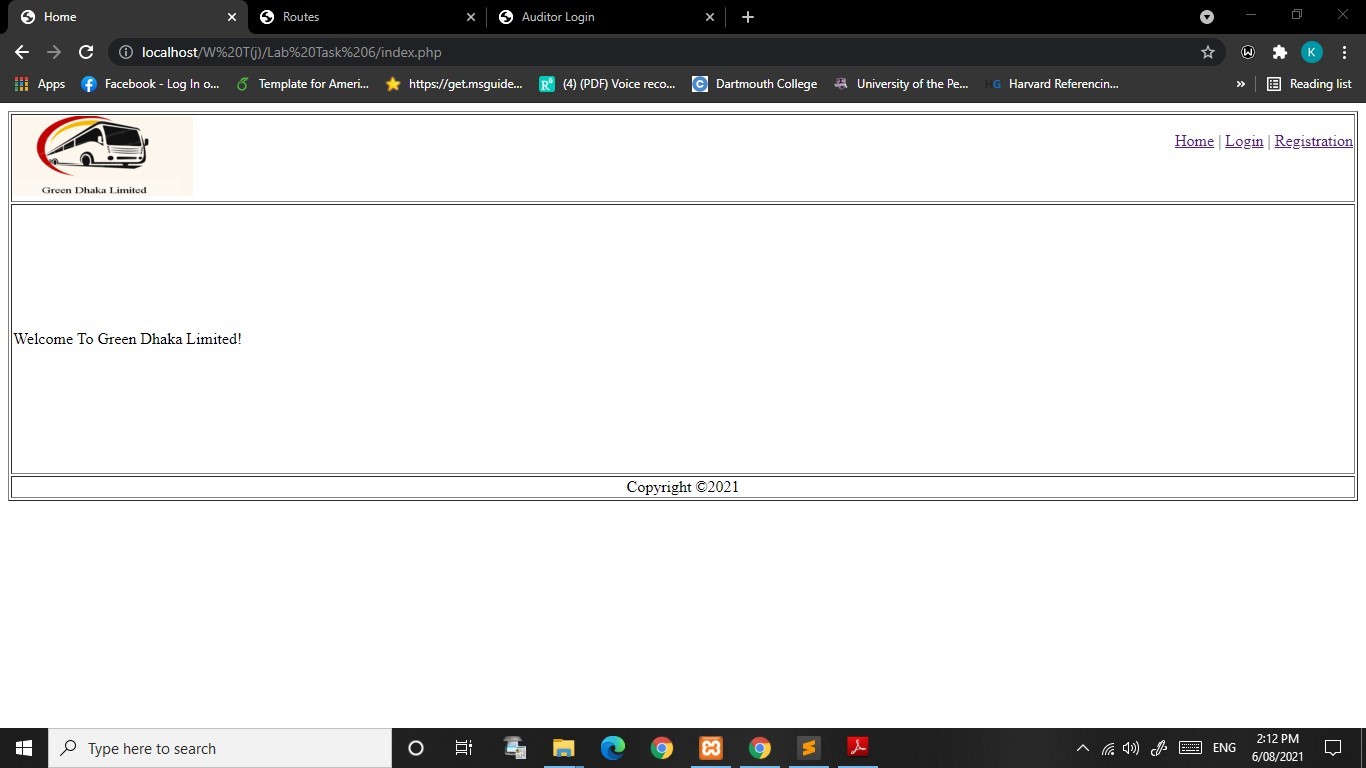 Home
Routes
Auditor Login
localhost/W%20T(j)/Lab%20Task%206/index.php
K
Apps
Facebook - Log In o...
Template for Ameri...
https://get.msguide...
(4) (PDF) Voice reco...
Dartmouth College
University of the Pe...
HG Harvard Referencin...
»
Reading list
Green Dhaka Limited
Home | Login | Registration
Welcome To Green Dhaka Limited!
Copyright ©2021
Type here to search
ENG
2:12 PM
6/08/2021